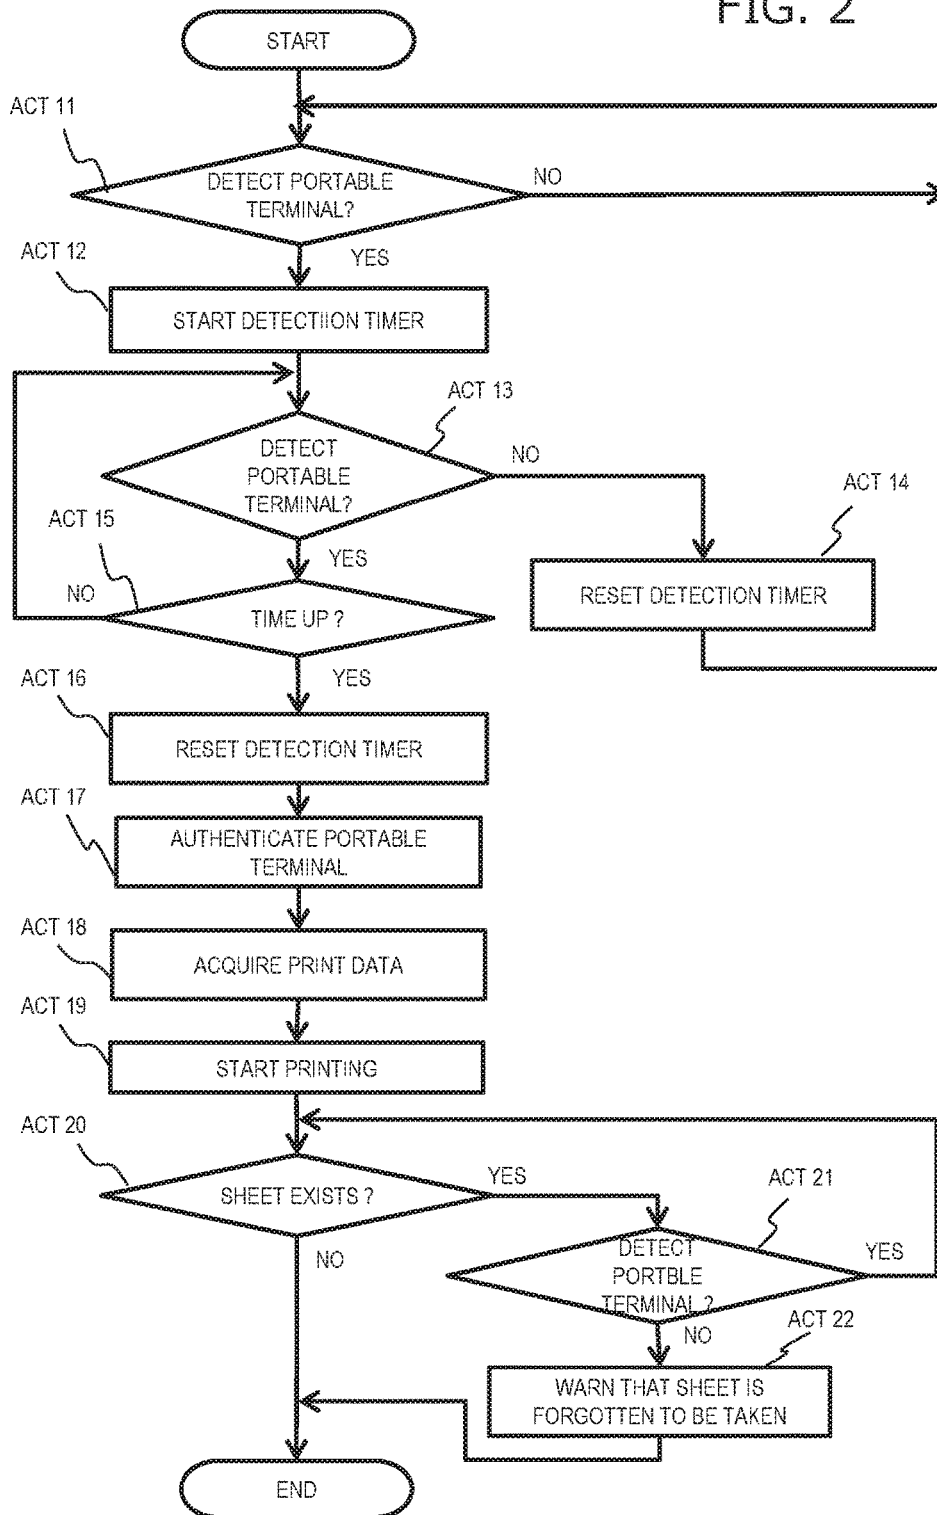 FIG. 2
START
ACT 11
DETECT PORTABLE
TERMINAL?
NO
YES
ACT 12
START DETECTIION TIMER
ACT 13
DETECT
PORTABLE
TERMINAL?
NO
YES
ACT 14
RESET DETECTION TIMER
ACT 15
NO
TIME UP ?
YES
ACT 16
RESET DETECTION TIMER
ACT 17
AUTHENTICATE PORTABLE
TERMINAL
ACT 18
ACQUIRE PRINT DATA
ACT 19
START PRINTING
ACT 20
SHEET EXISTS ?
YES
NO
ACT 21
DETECT
PORTBLE
TERMINAL ?
YES
NO
ACT 22
WARN THAT SHEET IS
FORGOTTEN TO BE TAKEN
END